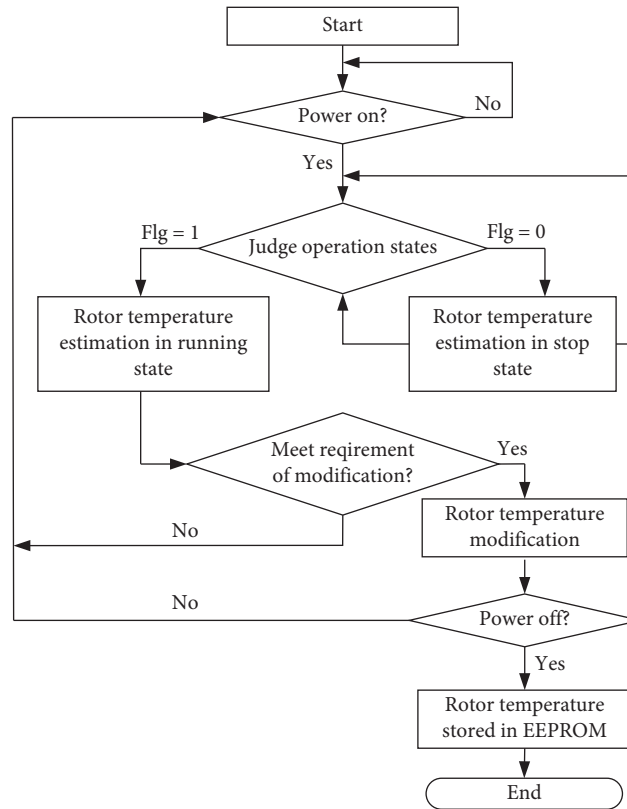 Start
No
Power on?
Yes
Flg = 1
Flg = 0
Judge operation states
Rotor temperature
estimation in running
state
Rotor temperature
estimation in stop
state
Meet reqirement
of modification?
Yes
No
Rotor temperature
modification
No
Power off?
Yes
Rotor temperature
stored in EEPROM
End